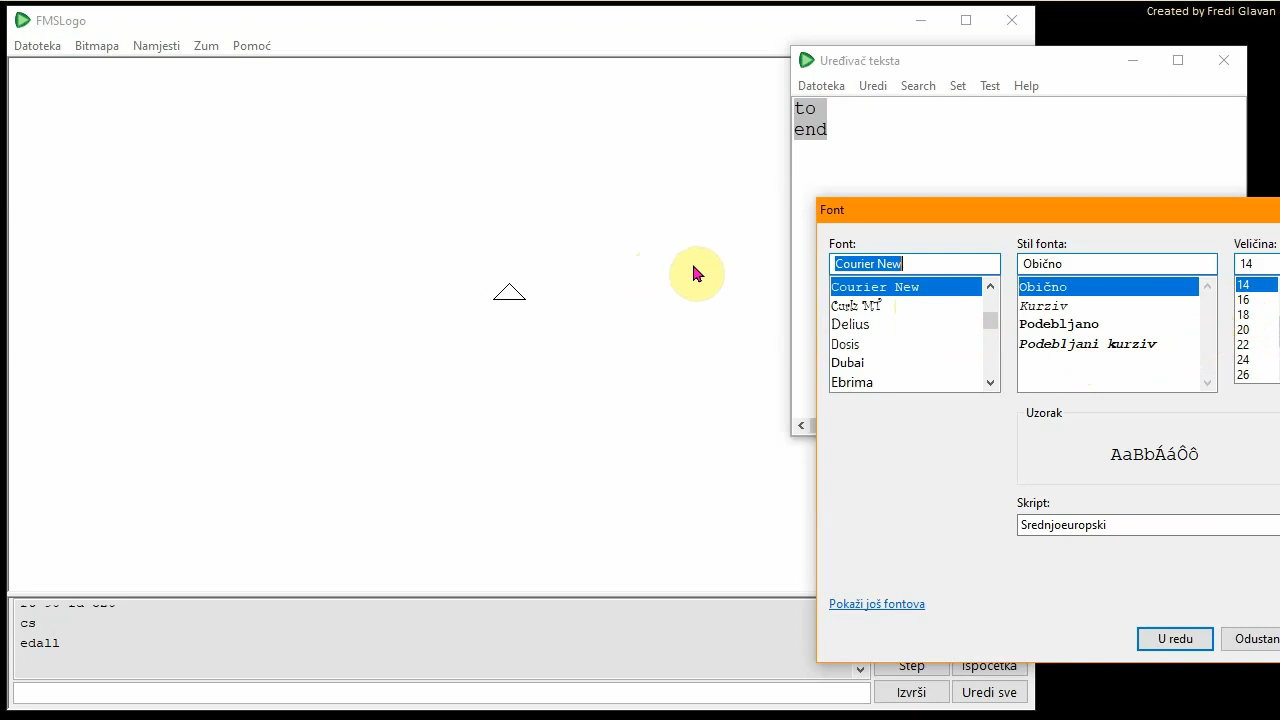 Created by Fredi Glavan
FMSLogo
Datoteka Bitmapa Namjesti Zum Pomoć
Uređivač teksta
Datoteka Uredi Search Set Test Help
to
end
Font
Font:
Courier New
Courier New
Delius
Dosis
Dubai
Ebrima
Stil fonta:
Obično
Obično
Kurziv
Podebljano
Podebljani kurziv
Veličina:
14
14
16
18
20
22
24
26
Uzorak
AaBbÁáÔô
Skript:
Srednjoeuropski
Pokaži još fontova
U redu
Odustan
cs
edall
Step Ispočetka
Izvrši Uredi sve